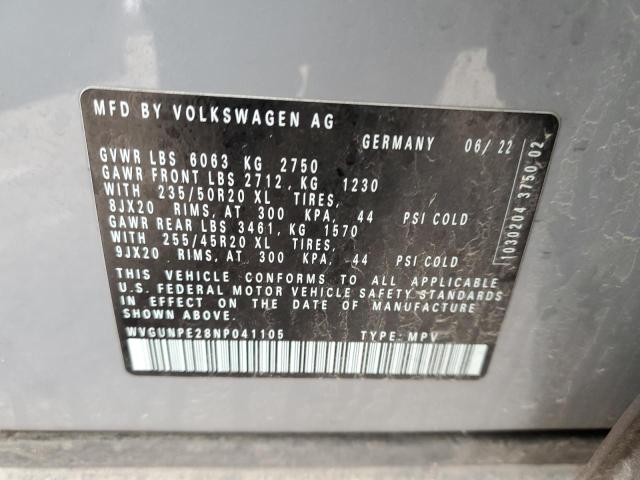 MFD BY VOLKSWAGEN AG
GERMANY 06/22
GVWR LBS 6063 KG 2750
GAWR FRONT LBS 2712, KG 1230
WITH 235/50R20 XL TIRES,
8JX20 RIMS, AT 300 KPA, 44 PSI COLD
GAWR REAR LBS 3461, KG 1570
WITH 255/45R20 XL TIRES,
9JX20 RIMS, AT 300 KPA, 44 PSI COLD
THIS VEHICLE CONFORMS TO ALL APPLICABLE
U.S. FEDERAL MOTOR VEHICLE SAFETY STANDARDS
IN EFFECT ON THE DATE OF MANUFACTURE
SHOWN ABOVE.
WVGUNPE28NP041105 TYPE: MPV
1030204 3750 02